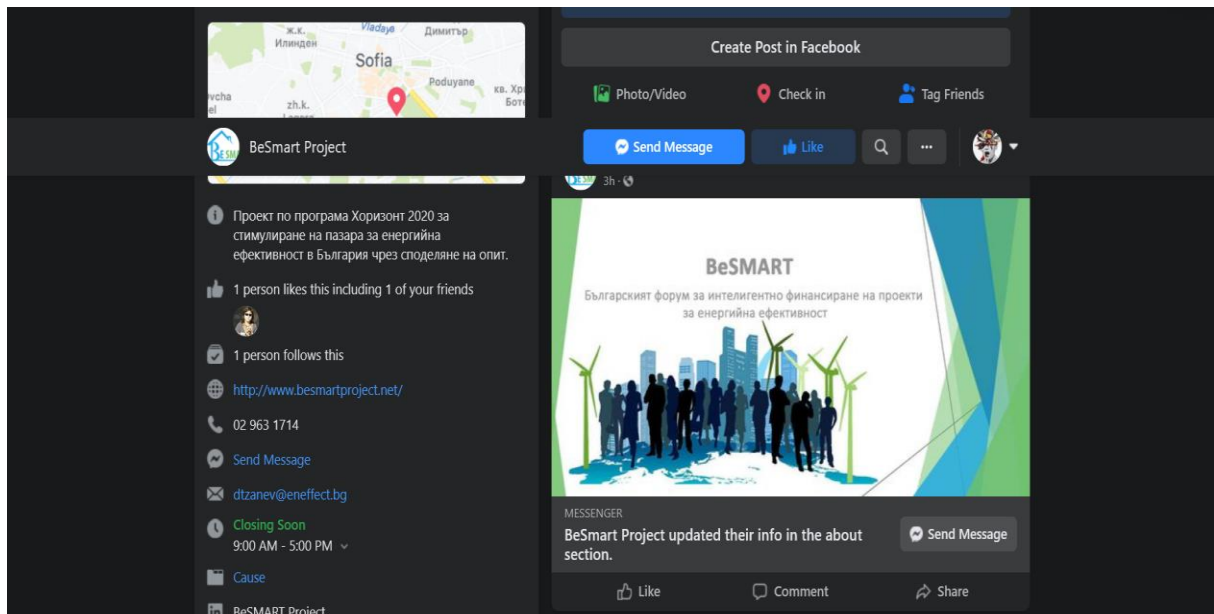 ж.к.
Илинден
Vladaya
Димитър
Sofia
Poduyane
zh.k.
Create Post in Facebook
Photo/Video
Check in
Tag Friends
BeSmart Project
Send Message
Like
3h
Проект по програма Хоризонт 2020 за
стимулиране на пазара за енергийна
ефективност в България чрез споделяне на опит.
1 person likes this including 1 of your friends
1 person follows this
http://www.besmartproject.net/
02 963 1714
Send Message
dtzanev@eneffect.bg
Closing Soon
9:00 AM - 5:00 PM
Cause
BeSMART Project
BeSMART
Българският форум за интелигентно финансиране на проекти
за енергийна ефективност
MESSENGER
BeSmart Project updated their info in the about
section.
Send Message
Like
Comment
Share